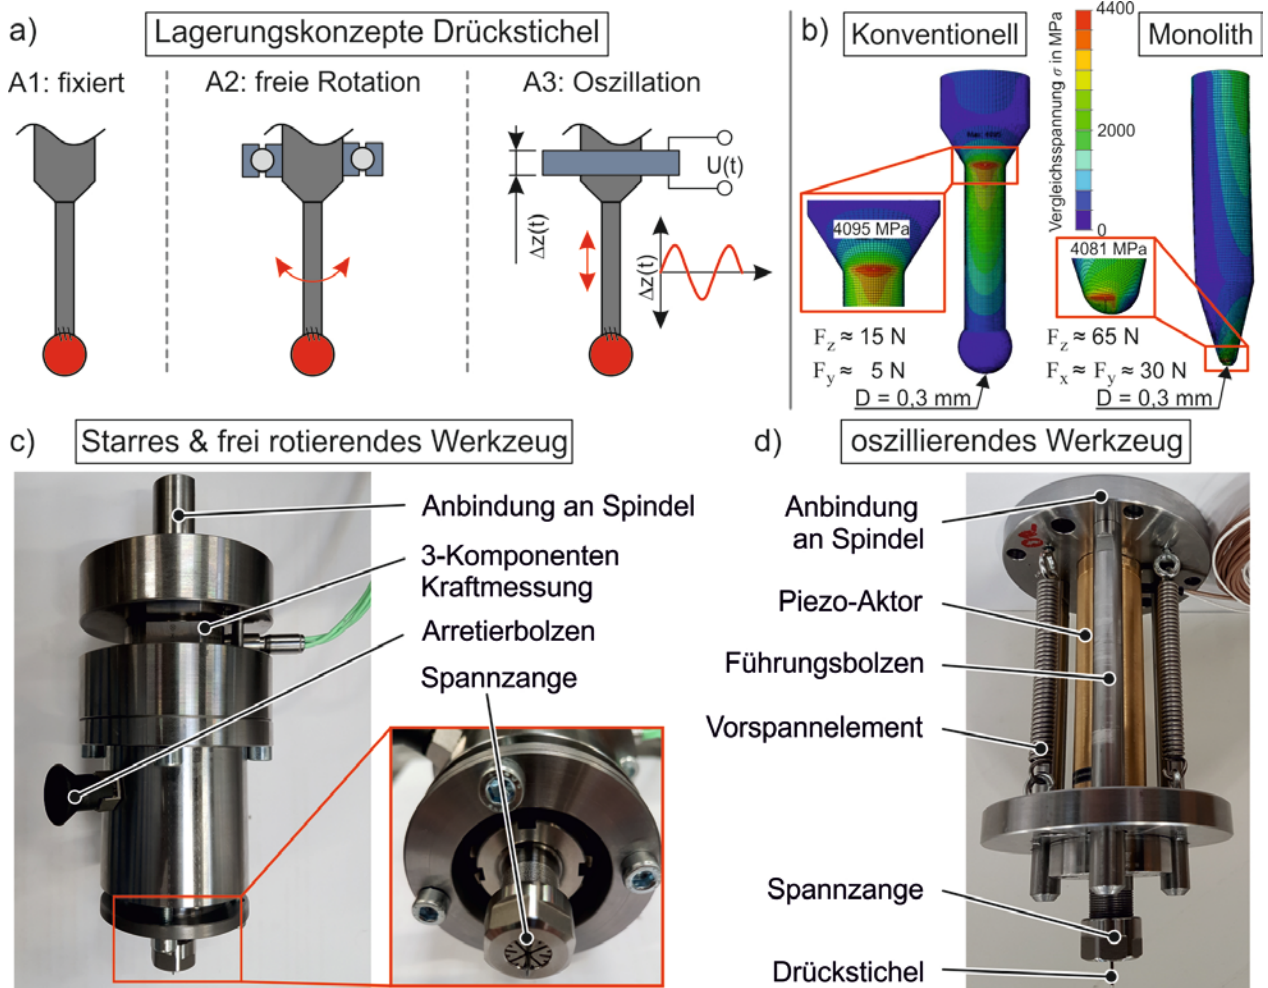 a)
Lagerungskonzepte Drückstichel
A1: fixiert
A2: freie Rotation
A3: Oszillation
U(t)
Δz(t)
Δz(t)
b)
Konventionell
Monolith
Vergleichsspannung σ in MPa
4400
2000
0
4095 MPa
4081 MPa
F_z ≈ 15 N
F_y ≈ 5 N
D = 0,3 mm
F_z ≈ 65 N
F_x ≈ F_y ≈ 30 N
D = 0,3 mm
c)
Starres & frei rotierendes Werkzeug
Anbindung an Spindel
3-Komponenten
Kraftmessung
Arretierbolzen
Spannzange
d)
oszillierendes Werkzeug
Anbindung
an Spindel
Piezo-Aktor
Führungsbolzen
Vorspannelement
Spannzange
Drückstichel